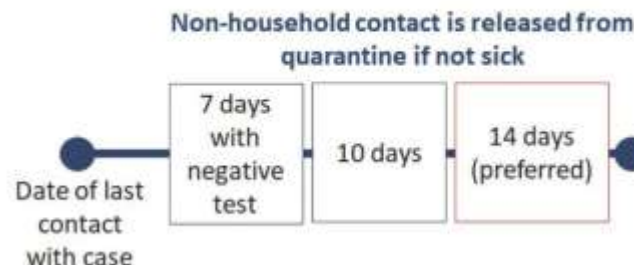 Non-household contact is released from
quarantine if not sick
7 days
with
negative
test
10 days
14 days
(preferred)
Date of last
contact
with case